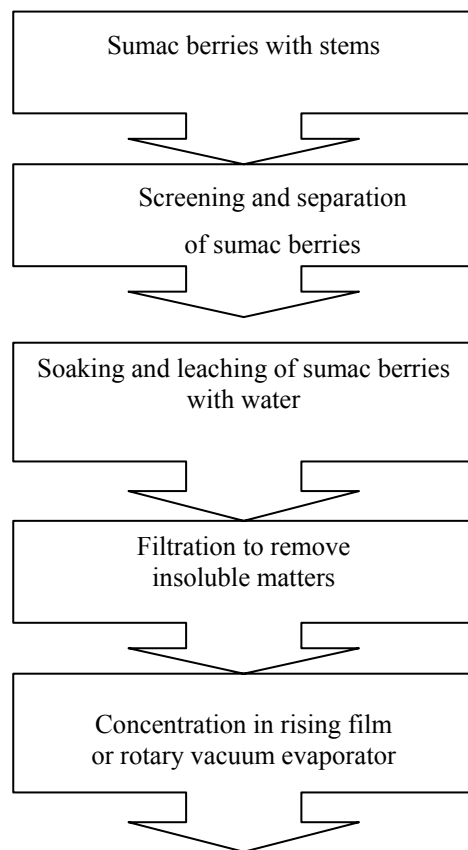 Sumac berries with stems
Screening and separation
of sumac berries
Soaking and leaching of sumac berries
with water
Filtration to remove
insoluble matters
Concentration in rising film
or rotary vacuum evaporator